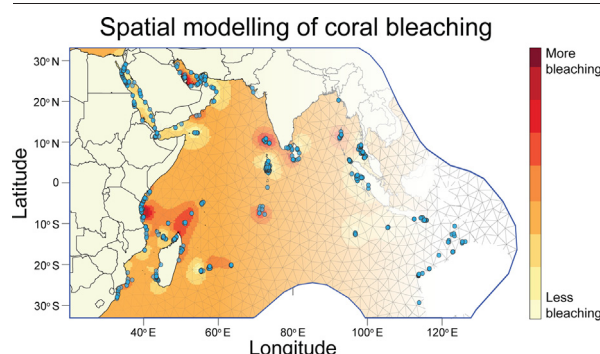 Spatial modelling of coral bleaching
More
bleaching
30° N
20° N
10° N
0
10° S
20° S
30° S
Latitude
Less
bleaching
40° E
60° E
80° E
100° E
120° E
Longitude